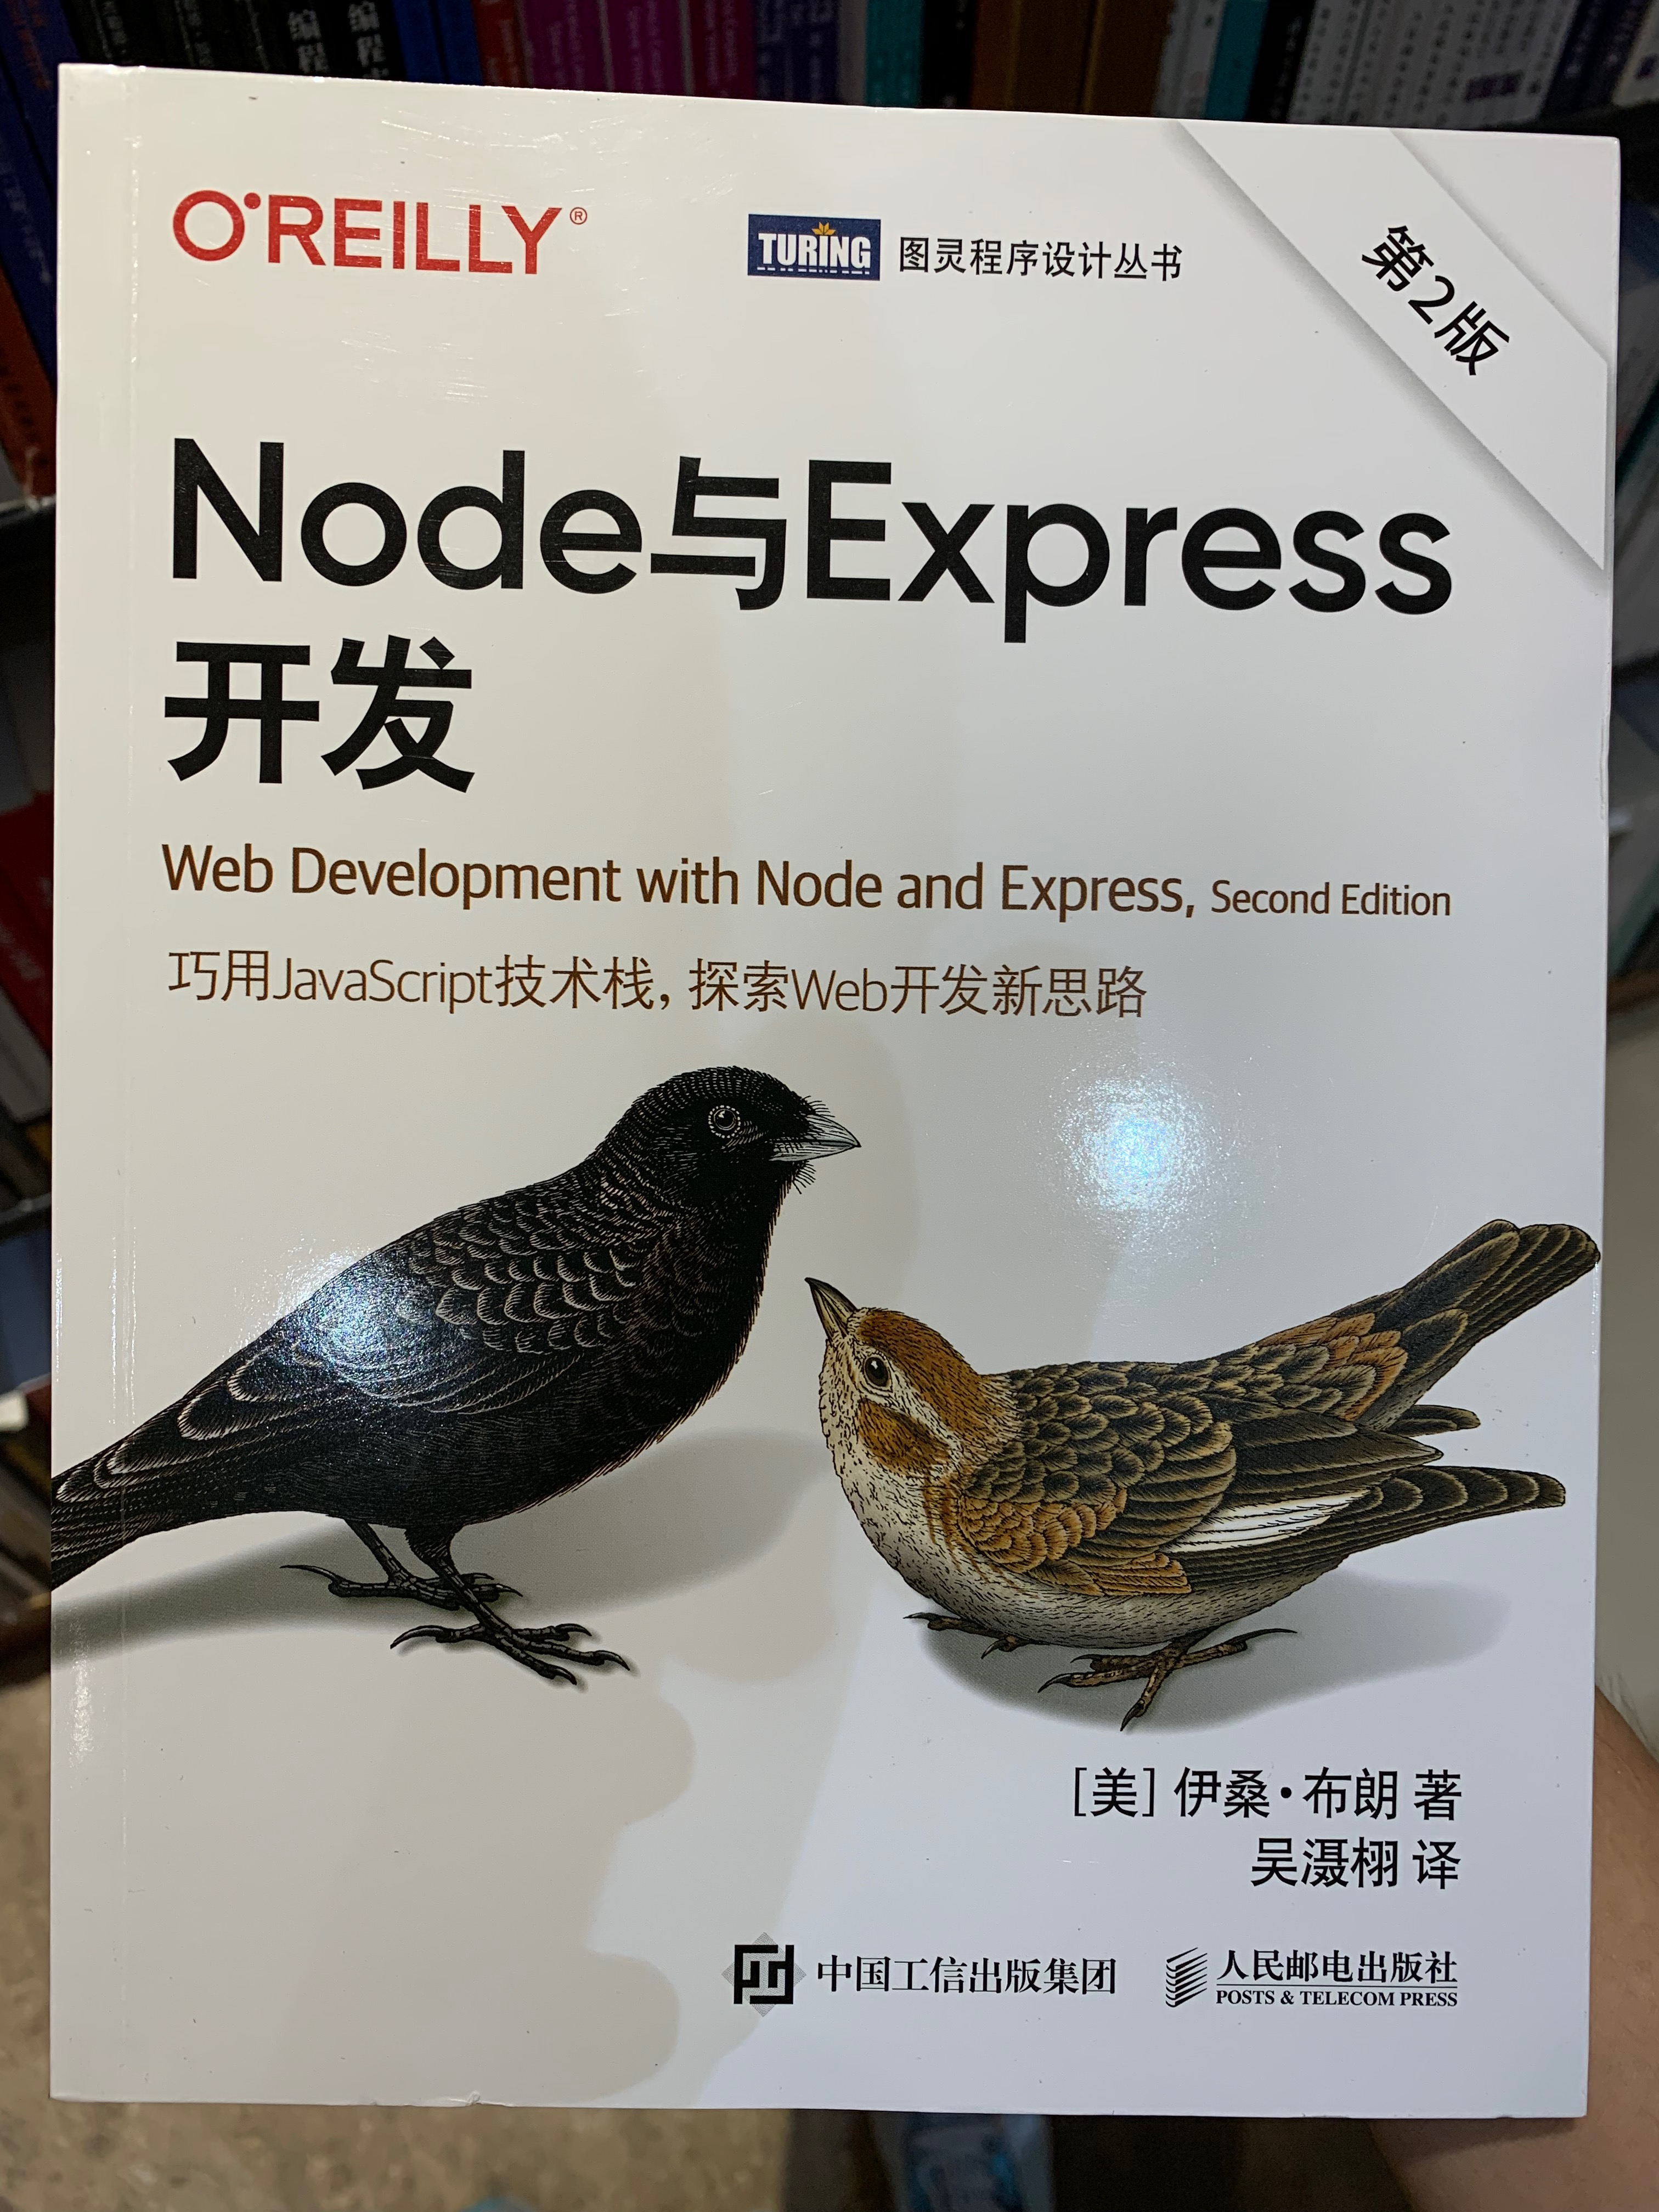 O'REILLY®
TURING 图灵程序设计丛书
第2版
Node与Express
开发
Web Development with Node and Express, Second Edition
巧用JavaScript技术栈，探索Web开发新思路
[美] 伊桑·布朗 著
吴滠栩 译
中国工信出版集团
人民邮电出版社
POSTS & TELECOM PRESS